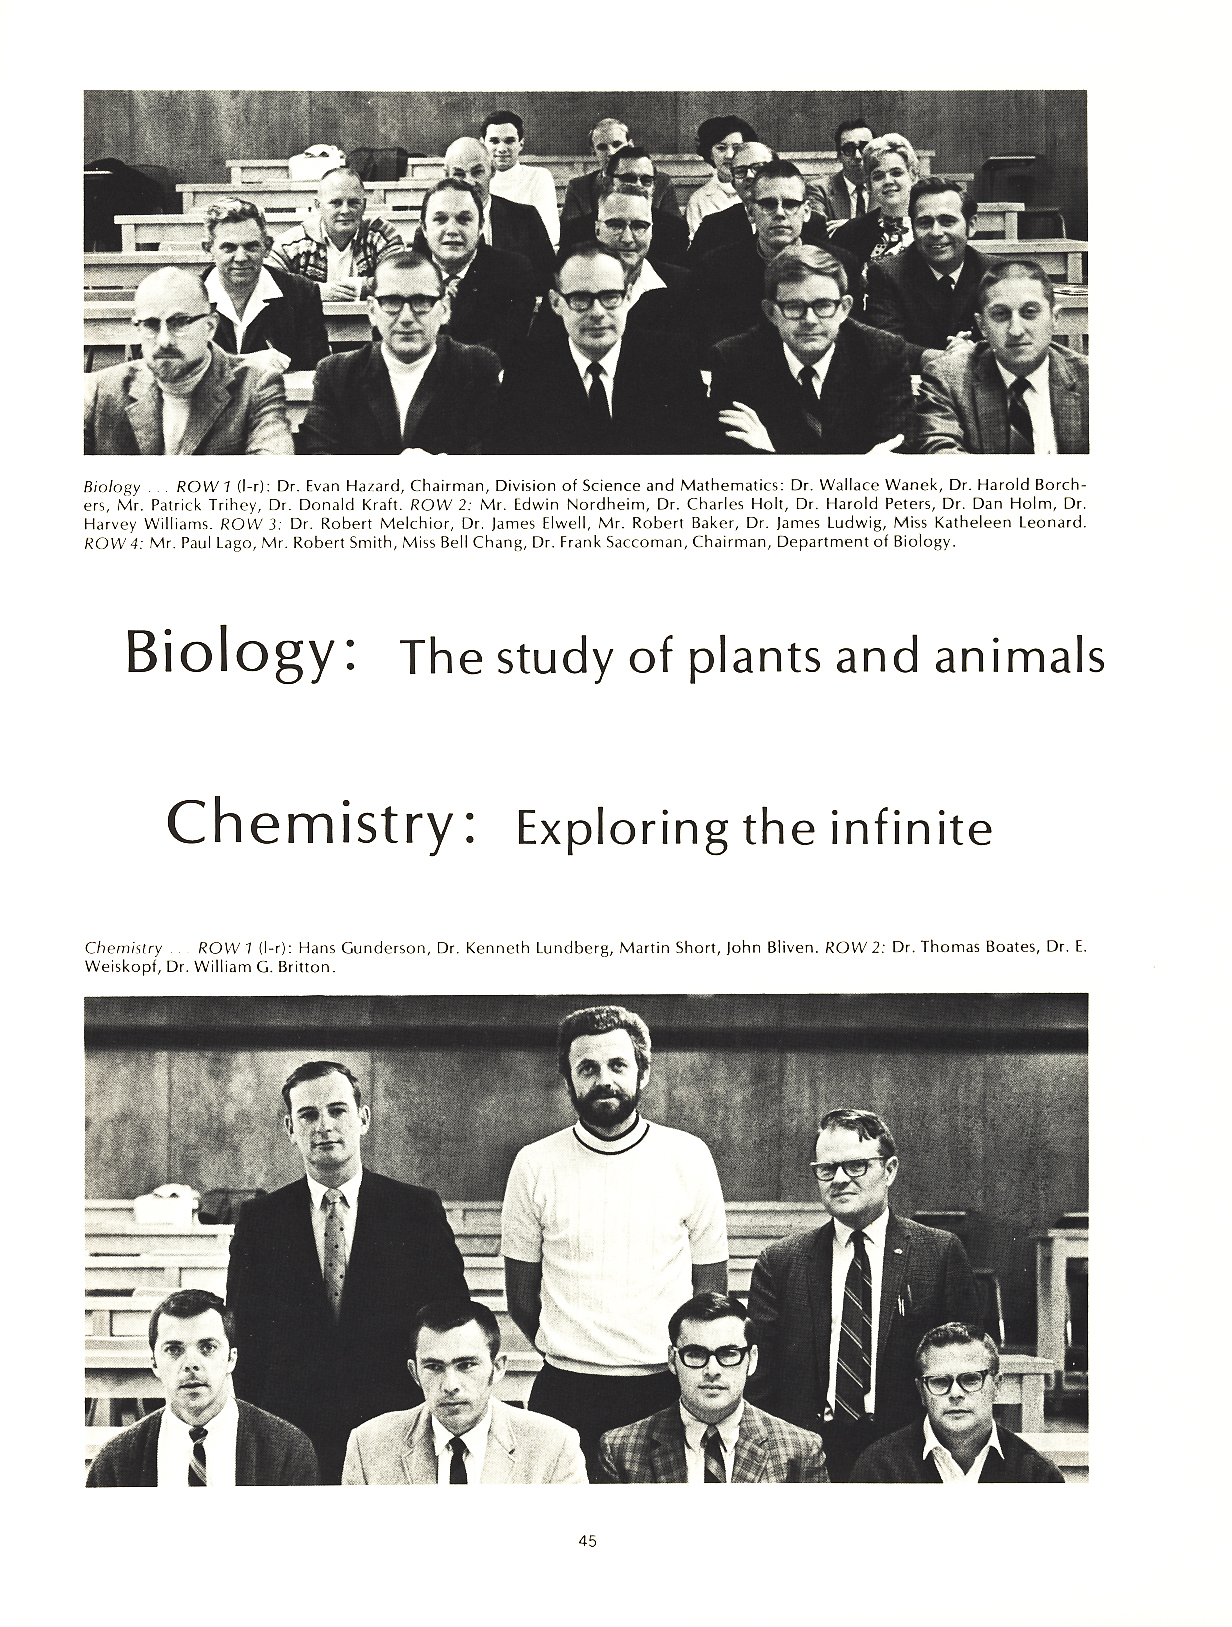 Biology ... ROW 1 (l-r): Dr. Evan Hazard, Chairman, Division of Science and Mathematics: Dr. Wallace Wanek, Dr. Harold Borch-
ers, Mr. Patrick Trihey, Dr. Donald Kraft. ROW 2: Mr. Edwin Nordheim, Dr. Charles Holt, Dr. Harold Peters, Dr. Dan Holm, Dr.
Harvey Williams. ROW 3: Dr. Robert Melchior, Dr. James Elwell, Mr. Robert Baker, Dr. James Ludwig, Miss Katheleen Leonard.
ROW 4: Mr. Paul Lago, Mr. Robert Smith, Miss Bell Chang, Dr. Frank Saccoman, Chairman, Department of Biology.
Biology: The study of plants and animals
Chemistry: Exploring the infinite
Chemistry ... ROW 1 (l-r): Hans Gunderson, Dr. Kenneth Lundberg, Martin Short, John Bliven. ROW 2: Dr. Thomas Boates, Dr. E.
Weiskopf, Dr. William G. Britton.
45